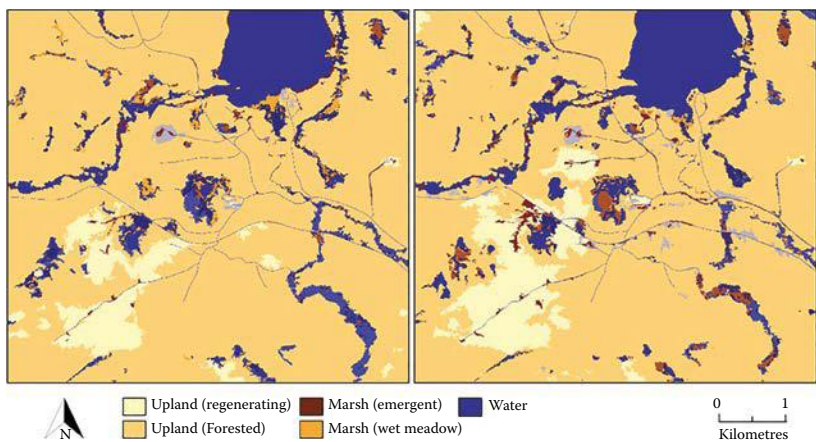 N
Upland (regenerating) Marsh (emergent) Water
Upland (Forested) Marsh (wet meadow)
0 1
Kilometres